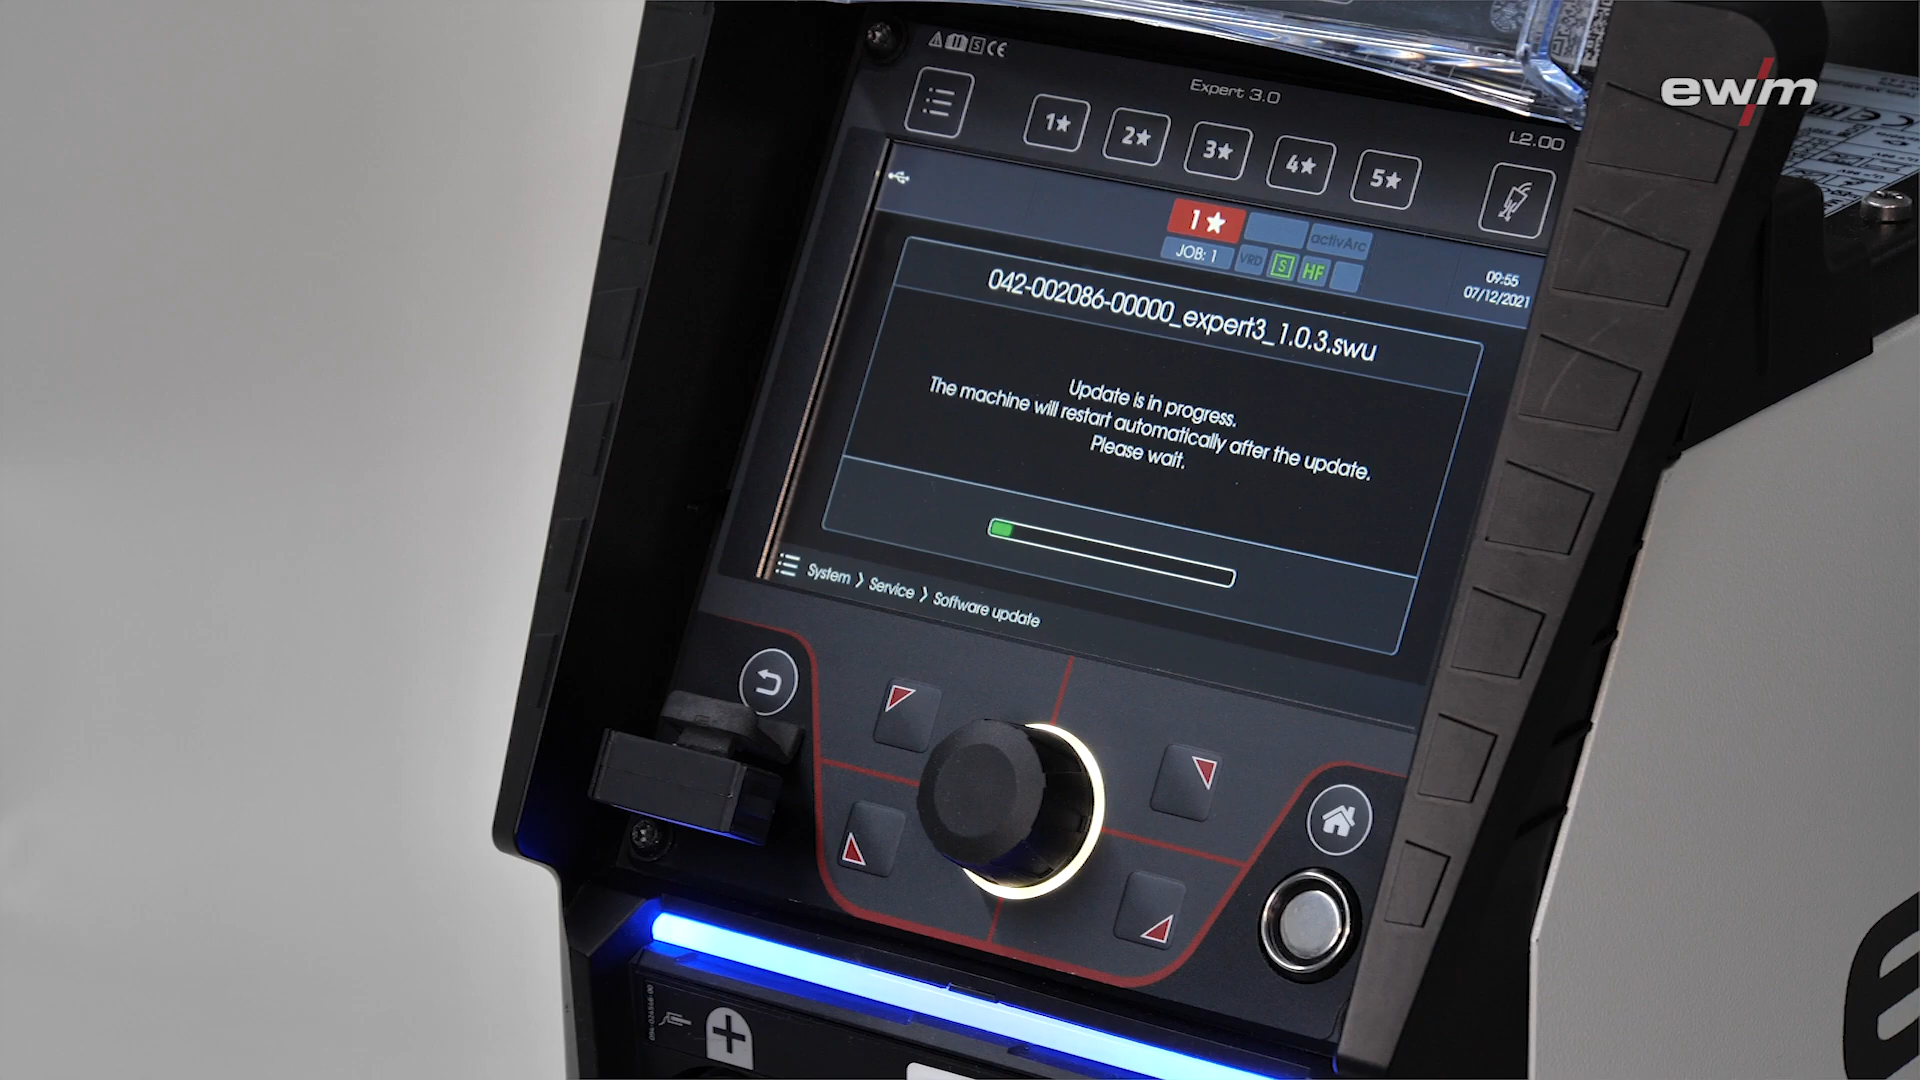 ewm
CE
Expert 3.0
L2.00
1★
2★
3★
4★
5★
1★
activArc
JOB: 1
VRD
S
HF
09:55
07/12/2021
042-002086-00000_expert3_1.0.3.swu
Update is in progress.
The machine will restart automatically after the update.
Please wait.
System > Service > Software update